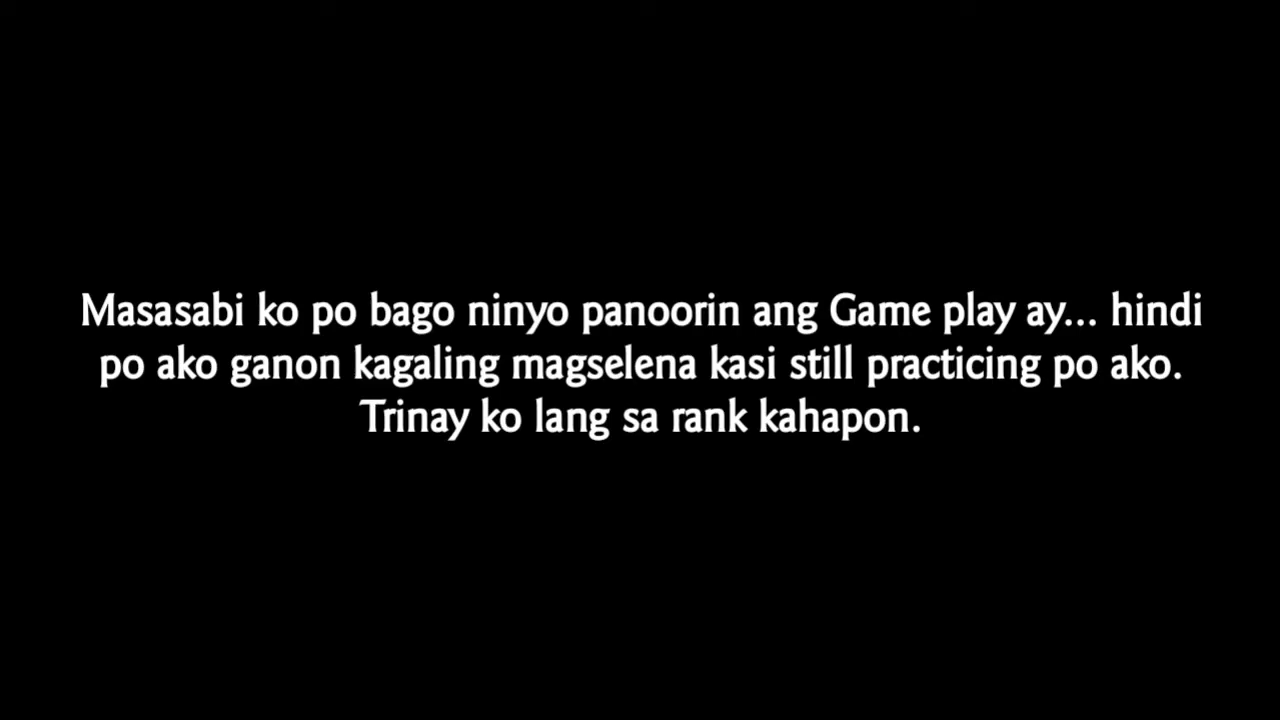 Masasabi ko po bago ninyo panoorin ang Game play ay... hindi
po ako ganon kagaling magselena kasi still practicing po ako.
Trinay ko lang sa rank kahapon.